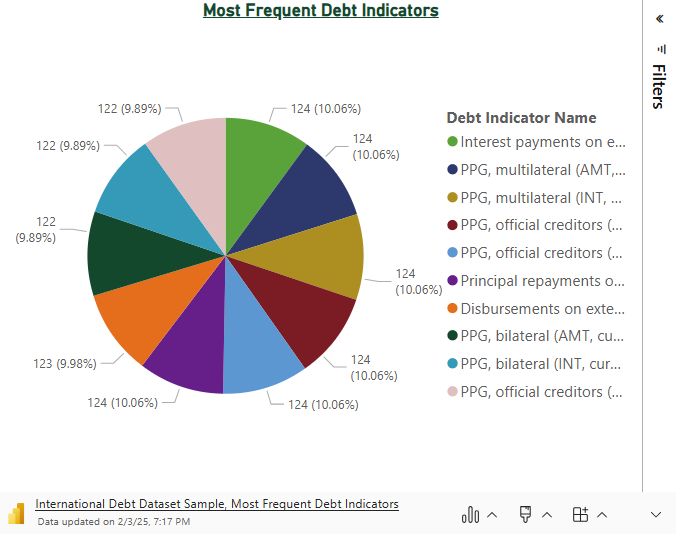 Most Frequent Debt Indicators
122 (9.89%)
124 (10.06%)
122 (9.89%)
124
(10.06%)
122
(9.89%)
124
(10.06%)
123 (9.98%)
124
(10.06%)
124 (10.06%)
124 (10.06%)
Debt Indicator Name
Interest payments on e...
PPG, multilateral (AMT,...
PPG, multilateral (INT, ...
PPG, official creditors (...
PPG, official creditors (...
Principal repayments o...
Disbursements on exte...
PPG, bilateral (AMT, cu...
PPG, bilateral (INT, cur...
PPG, official creditors (...
Filters
International Debt Dataset Sample, Most Frequent Debt Indicators
Data updated on 2/3/25, 7:17 PM